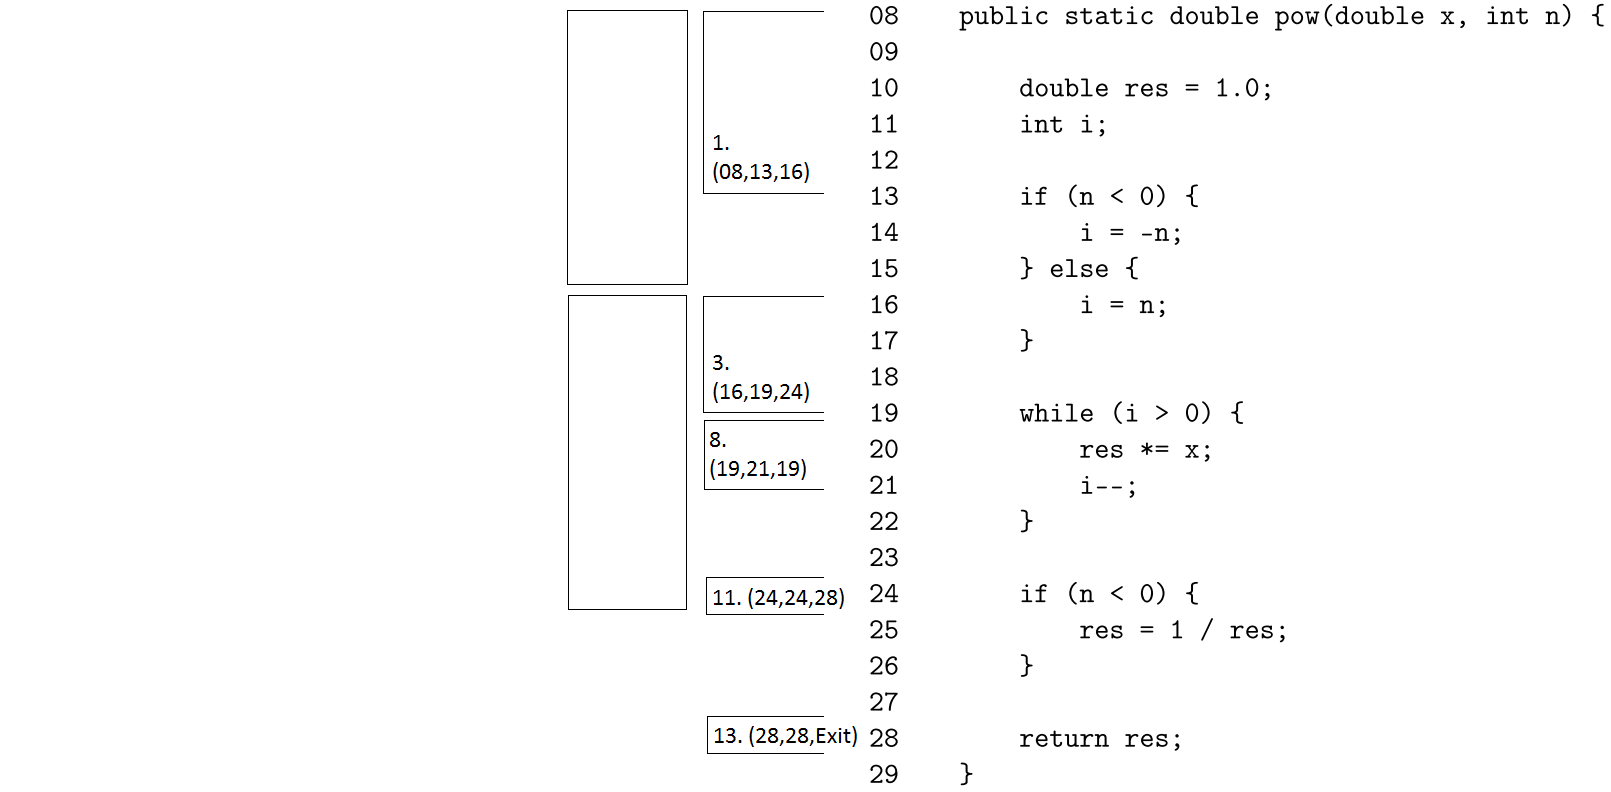 08 public static double pow(double x, int n) {
09
10 double res = 1.0;
11 int i;
1.
12
(08,13,16)
13 if (n < 0) {
14 i = -n;
15 } else {
16 i = n;
17 }
3.
18
(16,19,24)
19 while (i > 0) {
8.
20 res *= x;
(19,21,19)
21 i--;
22 }
23
11. (24,24,28) 24 if (n < 0) {
25 res = 1 / res;
26 }
27
13. (28,28,Exit) 28 return res;
29 }